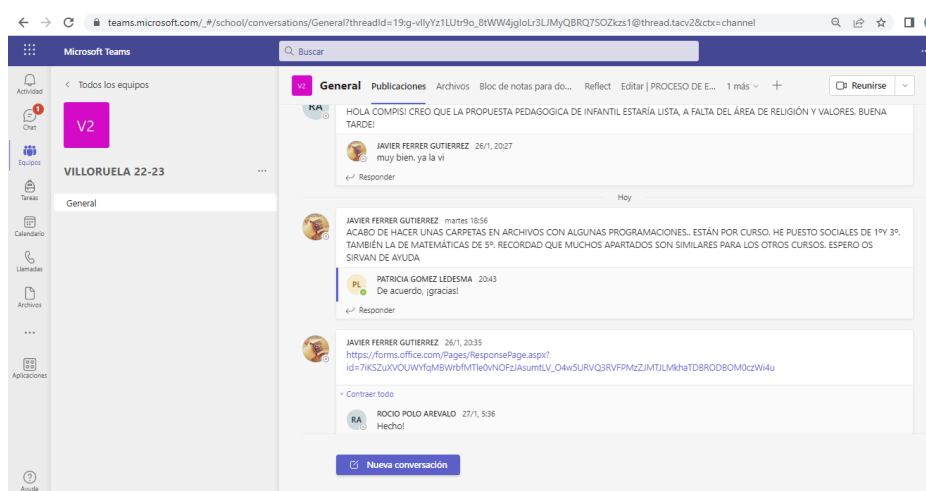 teams.microsoft.com/_#/school/conversations/General?threadId=19:g-vIlyYz1LUtr9o_8tWW4jgIoLr3LJMyQBRQ7SOZkzs1@thread.tacv2&ctx=channel
Microsoft Teams
Buscar
Actividad
Chat
1
Equipos
Tareas
Calendario
Llamadas
Archivos
Aplicaciones
Ayuda
Todos los equipos
V2
VILLORUELA 22-23
General
V2 General Publicaciones Archivos Bloc de notas para do... Reflect Editar | PROCESO DE E... 1 más
Reunirse
RA
HOLA COMPIS! CREO QUE LA PROPUESTA PEDAGOGICA DE INFANTIL ESTARÍA LISTA, A FALTA DEL ÁREA DE RELIGIÓN Y VALORES. BUENA
TARDE!
JAVIER FERRER GUTIERREZ 26/1, 20:27
muy bien. ya la vi
Responder
Hoy
JAVIER FERRER GUTIERREZ martes 18:56
ACABO DE HACER UNAS CARPETAS EN ARCHIVOS CON ALGUNAS PROGRAMACIONES.. ESTÁN POR CURSO. HE PUESTO SOCIALES DE 1ºY 3º.
TAMBIÉN LA DE MATEMÁTICAS DE 5º. RECORDAD QUE MUCHOS APARTADOS SON SIMILARES PARA LOS OTROS CURSOS. ESPERO OS
SIRVAN DE AYUDA
PL
PATRICIA GOMEZ LEDESMA 20:43
De acuerdo, ¡gracias!
Responder
JAVIER FERRER GUTIERREZ 26/1, 20:35
https://forms.office.com/Pages/ResponsePage.aspx?
id=7iKSZuXVOUWYfqMBWrbfMTle0vNOFzJAsumtLV_O4w5URVQ3RVFPMzZJMTJLMkhaTDBRODBOM0czWi4u
Contraer todo
RA
ROCIO POLO AREVALO 27/1, 5:36
Hecho!
Nueva conversación